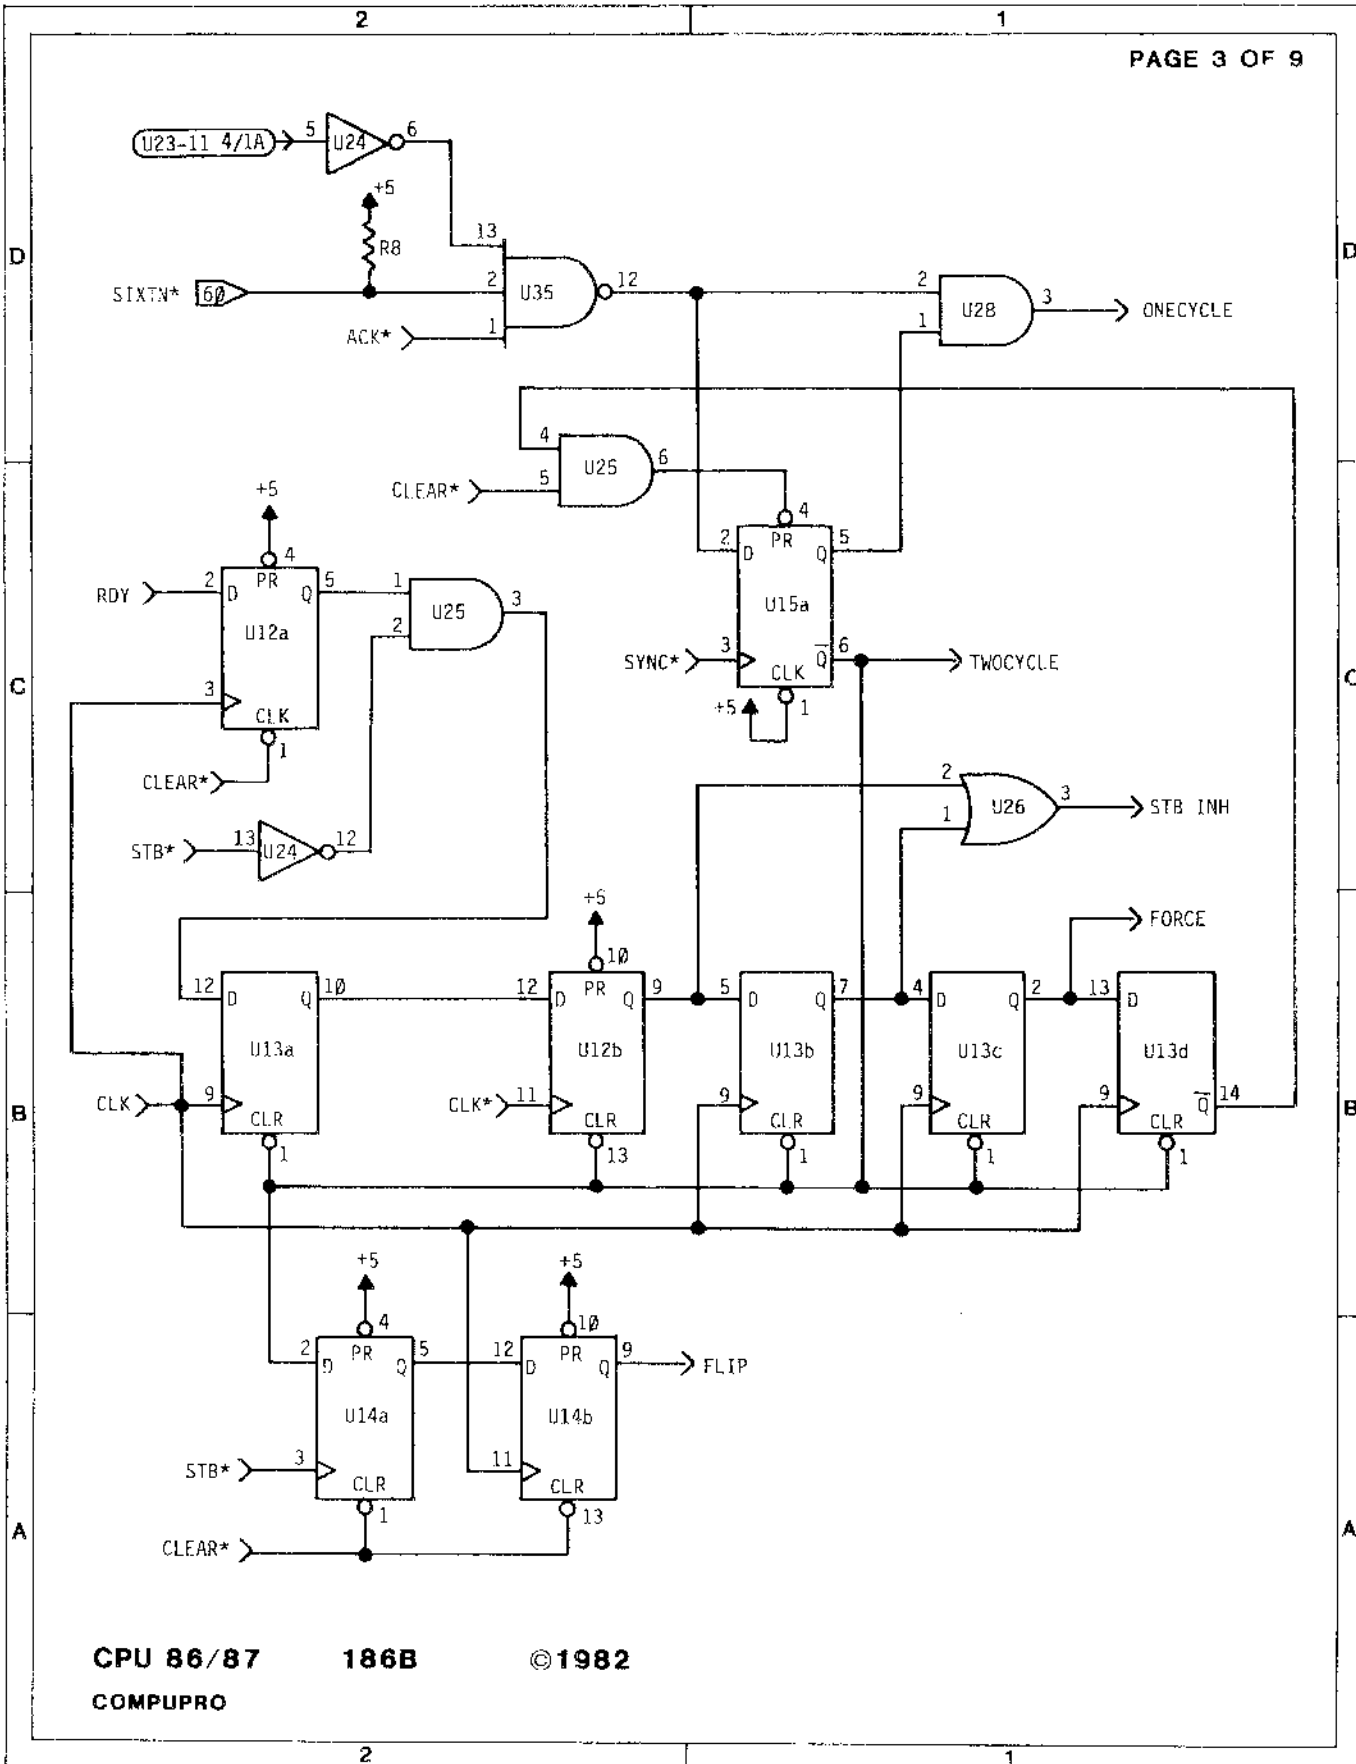 2 1
PAGE 3 OF 9
U23-11 4/1A 5 U24 6
+5
R8
D D
13
SIXTN* 60 2 U35 12 2 U28 3 ONECYCLE
ACK* 1 1
4
U25 6
CLEAR* 5
+5
4 4
RDY 2 D PR Q 5 1 U25 3 2 D PR Q 5
U12a 2 U15a
SYNC* 3 Q 6 TWOCYCLE
C C
3 CLK CLK
1 +5 1
CLEAR*
2 U26 3 STB INH
1
STB* 13 U24 12
+5
FORCE
10
12 D Q 10 12 D PR Q 9 5 D Q 7 4 D Q 2 13 D
U13a U12b U13b U13c U13d
B B
CLK 9 CLK* 11 9 9 9 Q 14
CLR CLR CLR CLR CLR
1 13 1 1 1
+5 +5
4 10
2 D PR Q 5 12 D PR Q 9 FLIP
U14a U14b
STB* 3 11
CLR CLR
1 13
A A
CLEAR*
CPU 86/87 186B ©1982
COMPUPRO
2 1